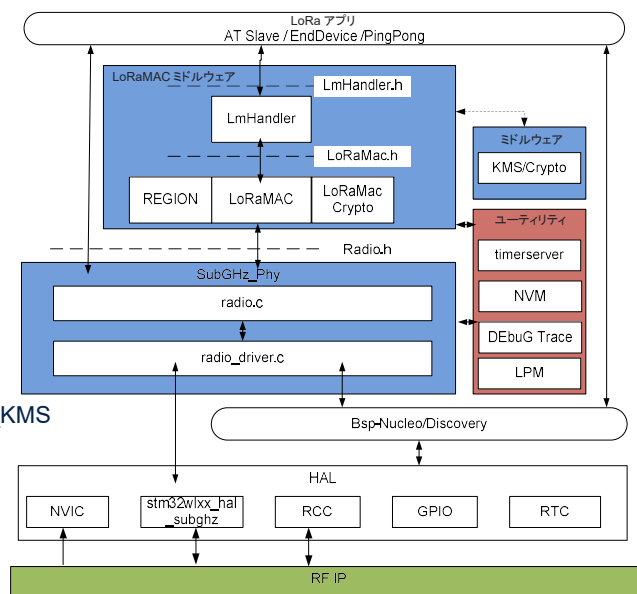 LoRa アプリ
AT Slave / EndDevice /PingPong
LoRaMAC ミドルウェア
LmHandler.h
LmHandler
LoRaMac.h
REGION
LoRaMAC
LoRaMac
Crypto
Radio.h
ミドルウェア
KMS/Crypto
ユーティリティ
timerserver
NVM
DEbuG Trace
LPM
SubGHz_Phy
radio.c
radio_driver.c
KMS
Bsp-Nucleo/Discovery
HAL
NVIC
stm32wlxx_hal
_subghz
RCC
GPIO
RTC
RF IP